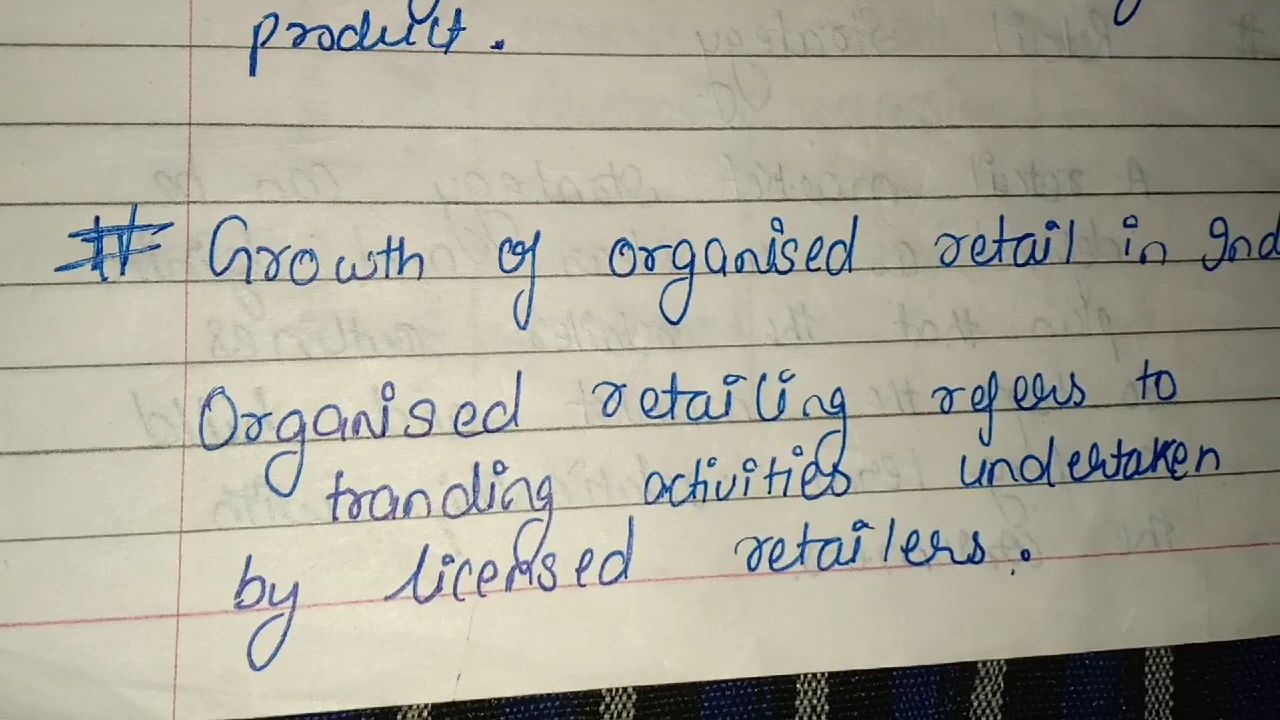 product.
# Growth of organised retail in Ind
Organised retailing refers to
tranding activities undertaken
by licensed retailers.